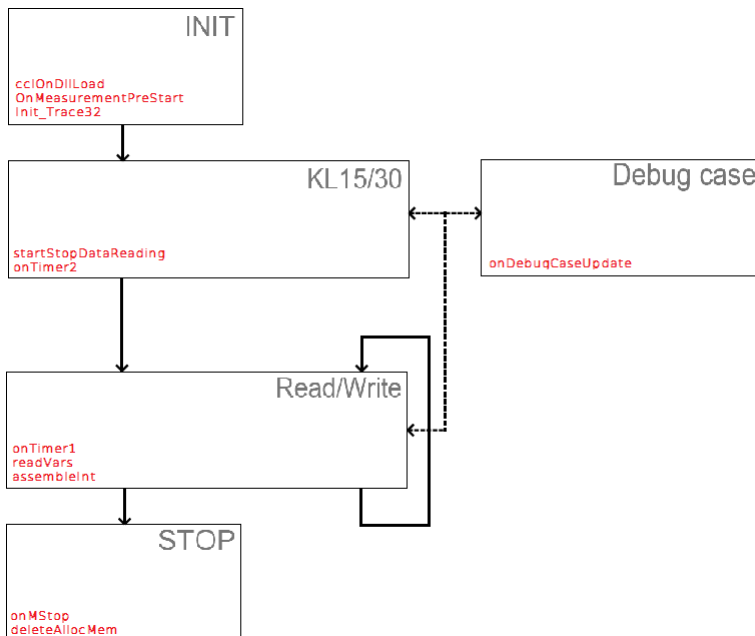 INIT
cclOnDllLoad
OnMeasurementPreStart
Init_Trace32
KL15/30
startStopDataReading
onTimer2
Debug case
onDebugCaseUpdate
Read/Write
onTimer1
readVars
assembleInt
STOP
onMStop
deleteAllocMem